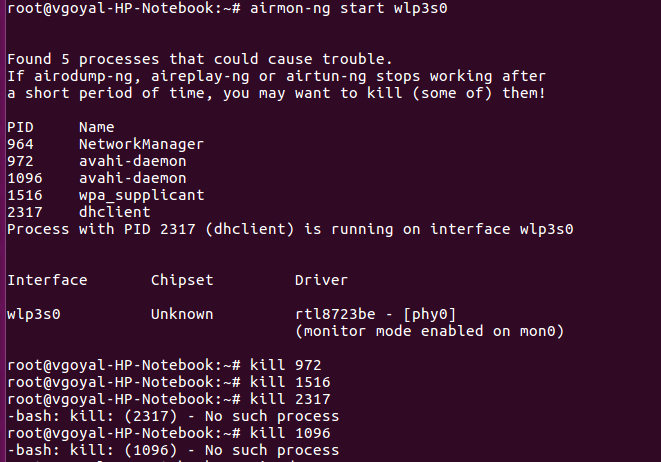 root@vgoyal-HP-Notebook:~# airmon-ng start wlp3s0
Found 5 processes that could cause trouble.
If airodump-ng, aireplay-ng or airtun-ng stops working after
a short period of time, you may want to kill (some of) them!
PID Name
964 NetworkManager
972 avahi-daemon
1096 avahi-daemon
1516 wpa_supplicant
2317 dhclient
Process with PID 2317 (dhclient) is running on interface wlp3s0
Interface Chipset Driver
wlp3s0 Unknown rtl8723be - [phy0]
(monitor mode enabled on mon0)
root@vgoyal-HP-Notebook:~# kill 972
root@vgoyal-HP-Notebook:~# kill 1516
root@vgoyal-HP-Notebook:~# kill 2317
-bash: kill: (2317) - No such process
root@vgoyal-HP-Notebook:~# kill 1096
-bash: kill: (1096) - No such process